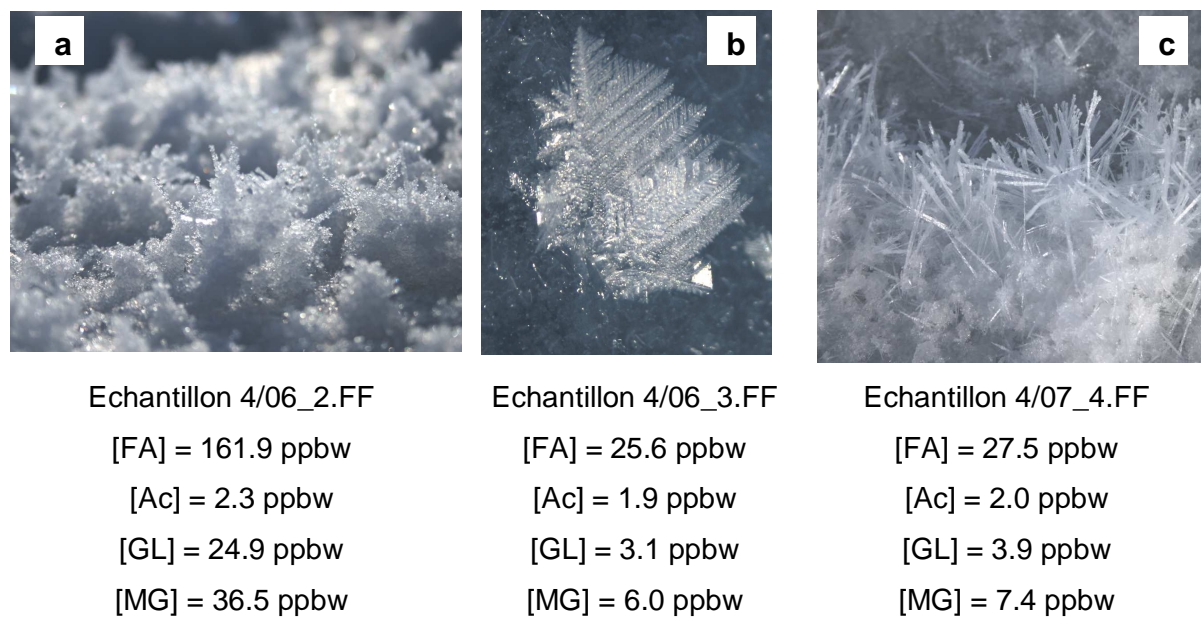 a
b
c
Echantillon 4/06_2.FF
[FA] = 161.9 ppbw
[Ac] = 2.3 ppbw
[GL] = 24.9 ppbw
[MG] = 36.5 ppbw
Echantillon 4/06_3.FF
[FA] = 25.6 ppbw
[Ac] = 1.9 ppbw
[GL] = 3.1 ppbw
[MG] = 6.0 ppbw
Echantillon 4/07_4.FF
[FA] = 27.5 ppbw
[Ac] = 2.0 ppbw
[GL] = 3.9 ppbw
[MG] = 7.4 ppbw